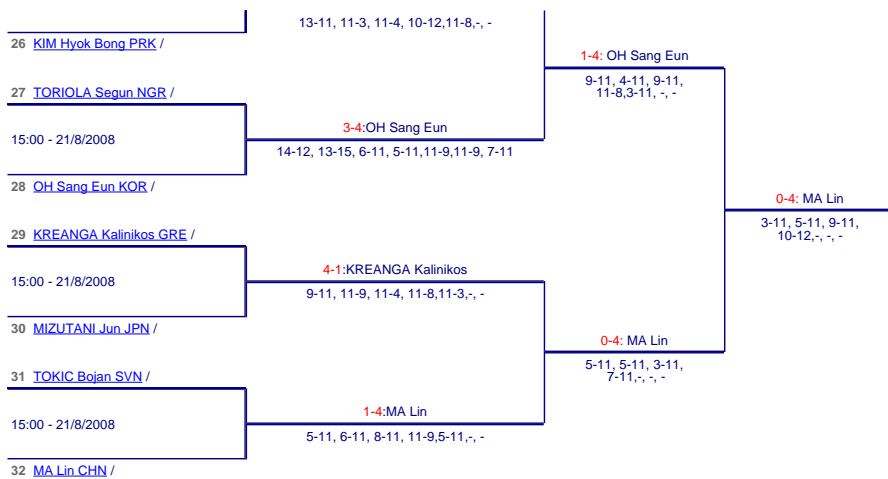 13-11, 11-3, 11-4, 10-12,11-8,-, -
26 KIM Hyok Bong PRK /
1-4: OH Sang Eun
9-11, 4-11, 9-11,
11-8,3-11, -, -
27 TORIOLA Segun NGR /
15:00 - 21/8/2008
3-4:OH Sang Eun
14-12, 13-15, 6-11, 5-11,11-9,11-9, 7-11
28 OH Sang Eun KOR /
0-4: MA Lin
3-11, 5-11, 9-11,
10-12,-, -, -
29 KREANGA Kalinikos GRE /
15:00 - 21/8/2008
4-1:KREANGA Kalinikos
9-11, 11-9, 11-4, 11-8,11-3,-, -
30 MIZUTANI Jun JPN /
0-4: MA Lin
5-11, 5-11, 3-11,
7-11,-, -, -
31 TOKIC Bojan SVN /
15:00 - 21/8/2008
1-4:MA Lin
5-11, 6-11, 8-11, 11-9,5-11,-, -
32 MA Lin CHN /